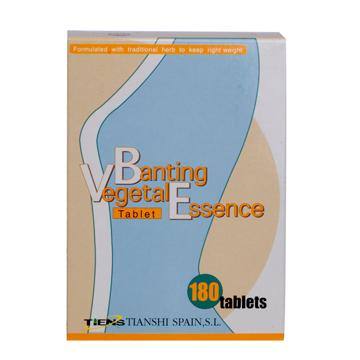 Formulated with traditional herb to keep right weight
Banting
Vegetal
Tablet Essence
180 tablets
TIENS TIANSHI SPAIN,S.L.